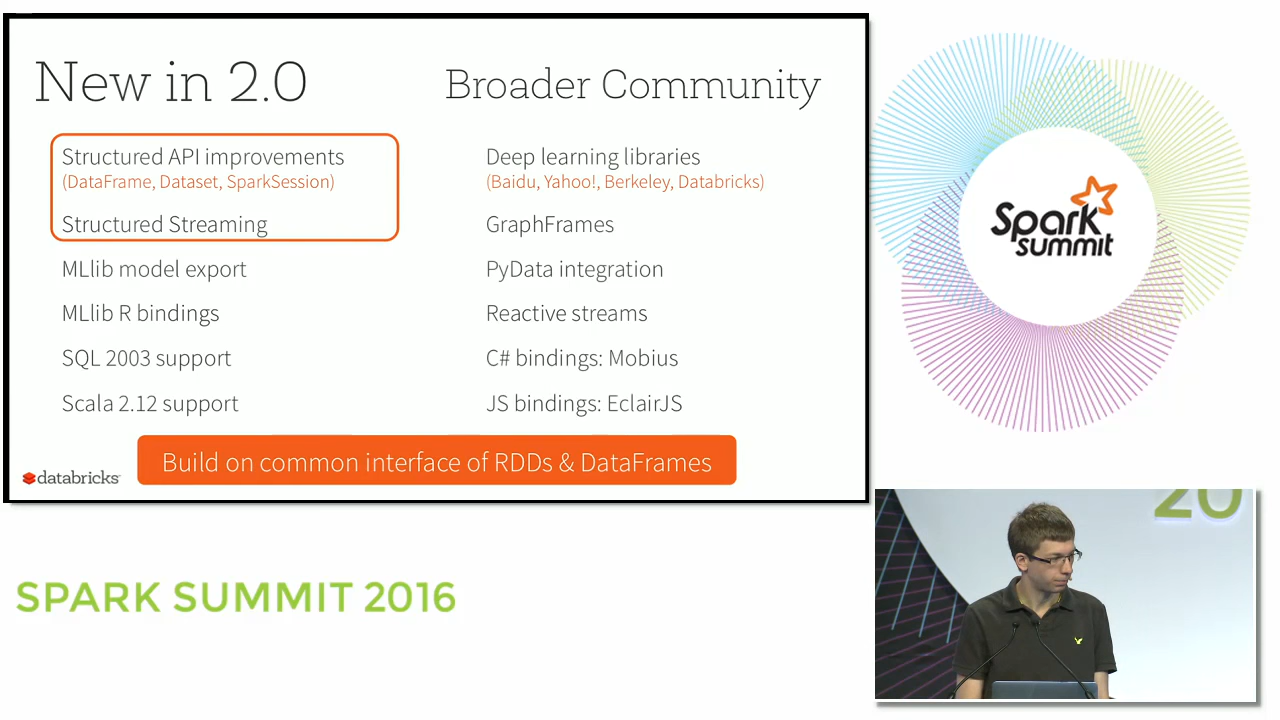 New in 2.0
Structured API improvements
(DataFrame, Dataset, SparkSession)
Structured Streaming
MLlib model export
MLlib R bindings
SQL 2003 support
Scala 2.12 support
Broader Community
Deep learning libraries
(Baidu, Yahoo!, Berkeley, Databricks)
GraphFrames
PyData integration
Reactive streams
C# bindings: Mobius
JS bindings: EclairJS
Build on common interface of RDDs & DataFrames
databricks
Spark
summit
20
SPARK SUMMIT 2016